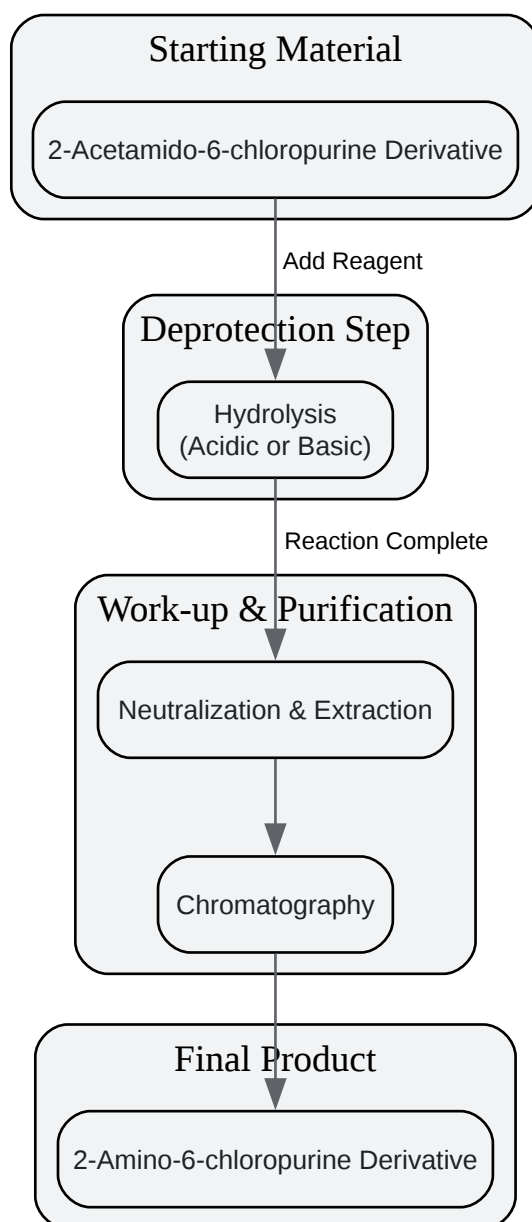 Starting Material
2-Acetamido-6-chloropurine Derivative
Add Reagent
Deprotection Step
Hydrolysis
(Acidic or Basic)
Reaction Complete
Work-up & Purification
Neutralization & Extraction
Chromatography
Final Product
2-Amino-6-chloropurine Derivative